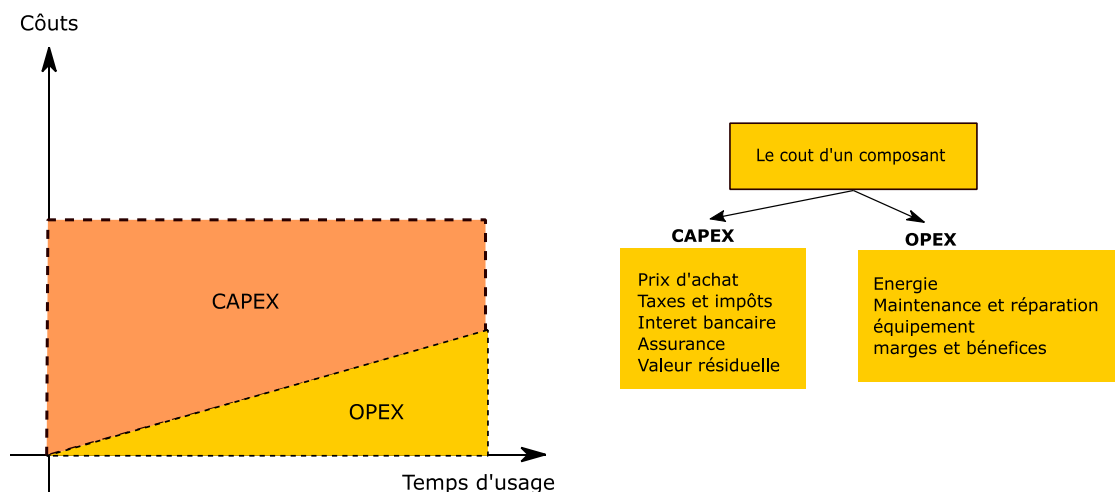 Côuts
CAPEX
OPEX
Temps d'usage
Le cout d'un composant
CAPEX
Prix d'achat
Taxes et impôts
Interet bancaire
Assurance
Valeur résiduelle
OPEX
Energie
Maintenance et réparation
équipement
marges et bénefices